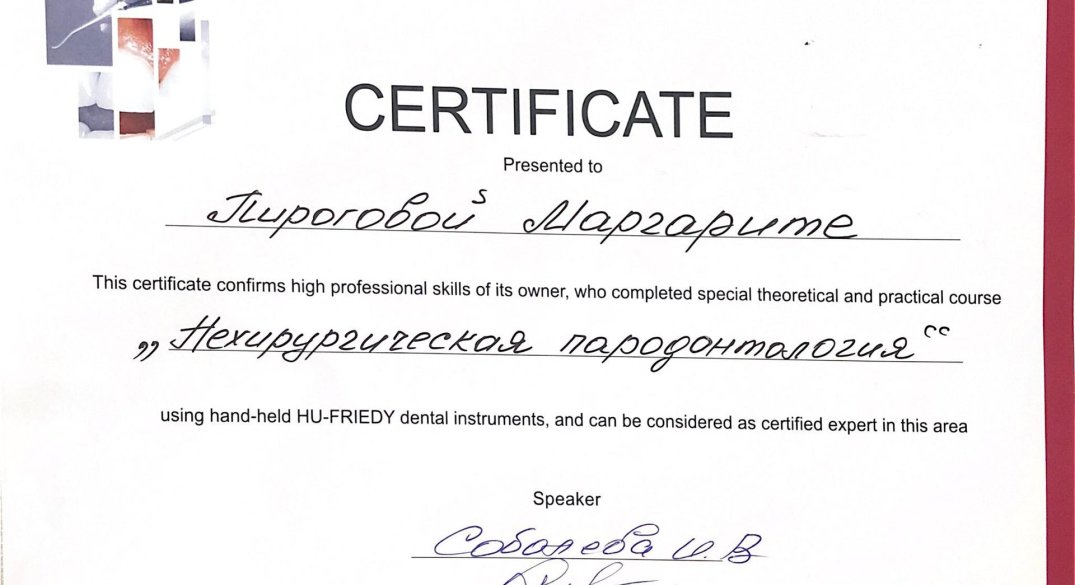 CERTIFICATE
Presented to
Пироговой Маргарите
This certificate confirms high professional skills of its owner, who completed special theoretical and practical course
„Нехирургическая пародонтология“
using hand-held HU-FRIEDY dental instruments, and can be considered as certified expert in this area
Speaker
Соболева И. В